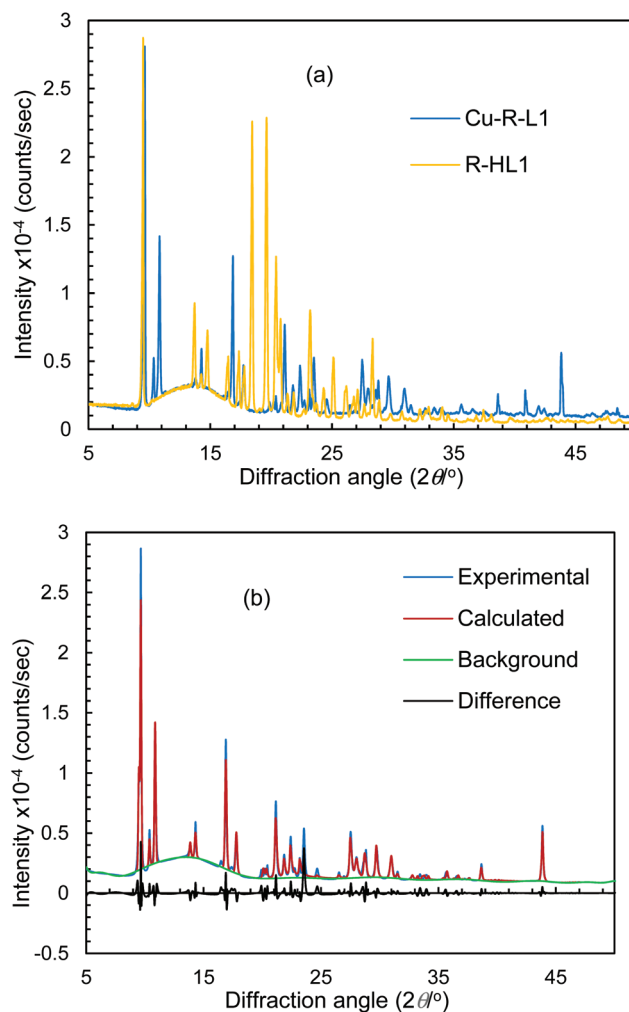 3
(a)
2.5
Cu-R-L1
2
R-HL1
1.5
1
0.5
0
5 15 25 35 45
Intensity x10⁻⁴ (counts/sec)
Diffraction angle (2θ/°)
3
Experimental
2.5
(b)
Calculated
2
Background
1.5
Difference
1
0.5
0
-0.5
5 15 25 35 45
Intensity x10⁻⁴ (counts/sec)
Diffraction angle (2θ/°)